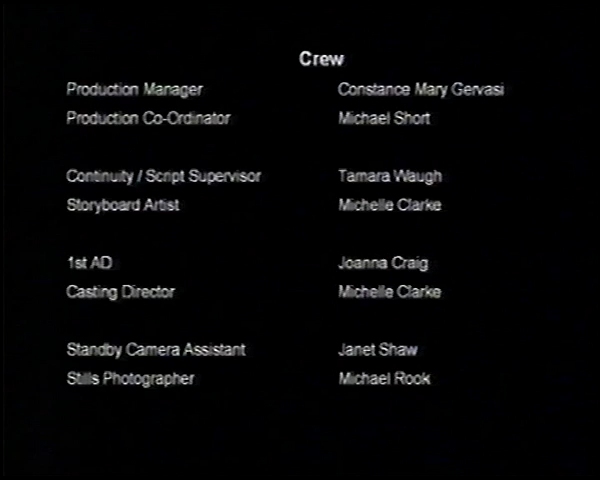 Crew
Production Manager Constance Mary Gervasi
Production Co-Ordinator Michael Short
Continuity / Script Supervisor Tamara Waugh
Storyboard Artist Michelle Clarke
1st AD Joanna Craig
Casting Director Michelle Clarke
Standby Camera Assistant Janet Shaw
Stills Photographer Michael Rook